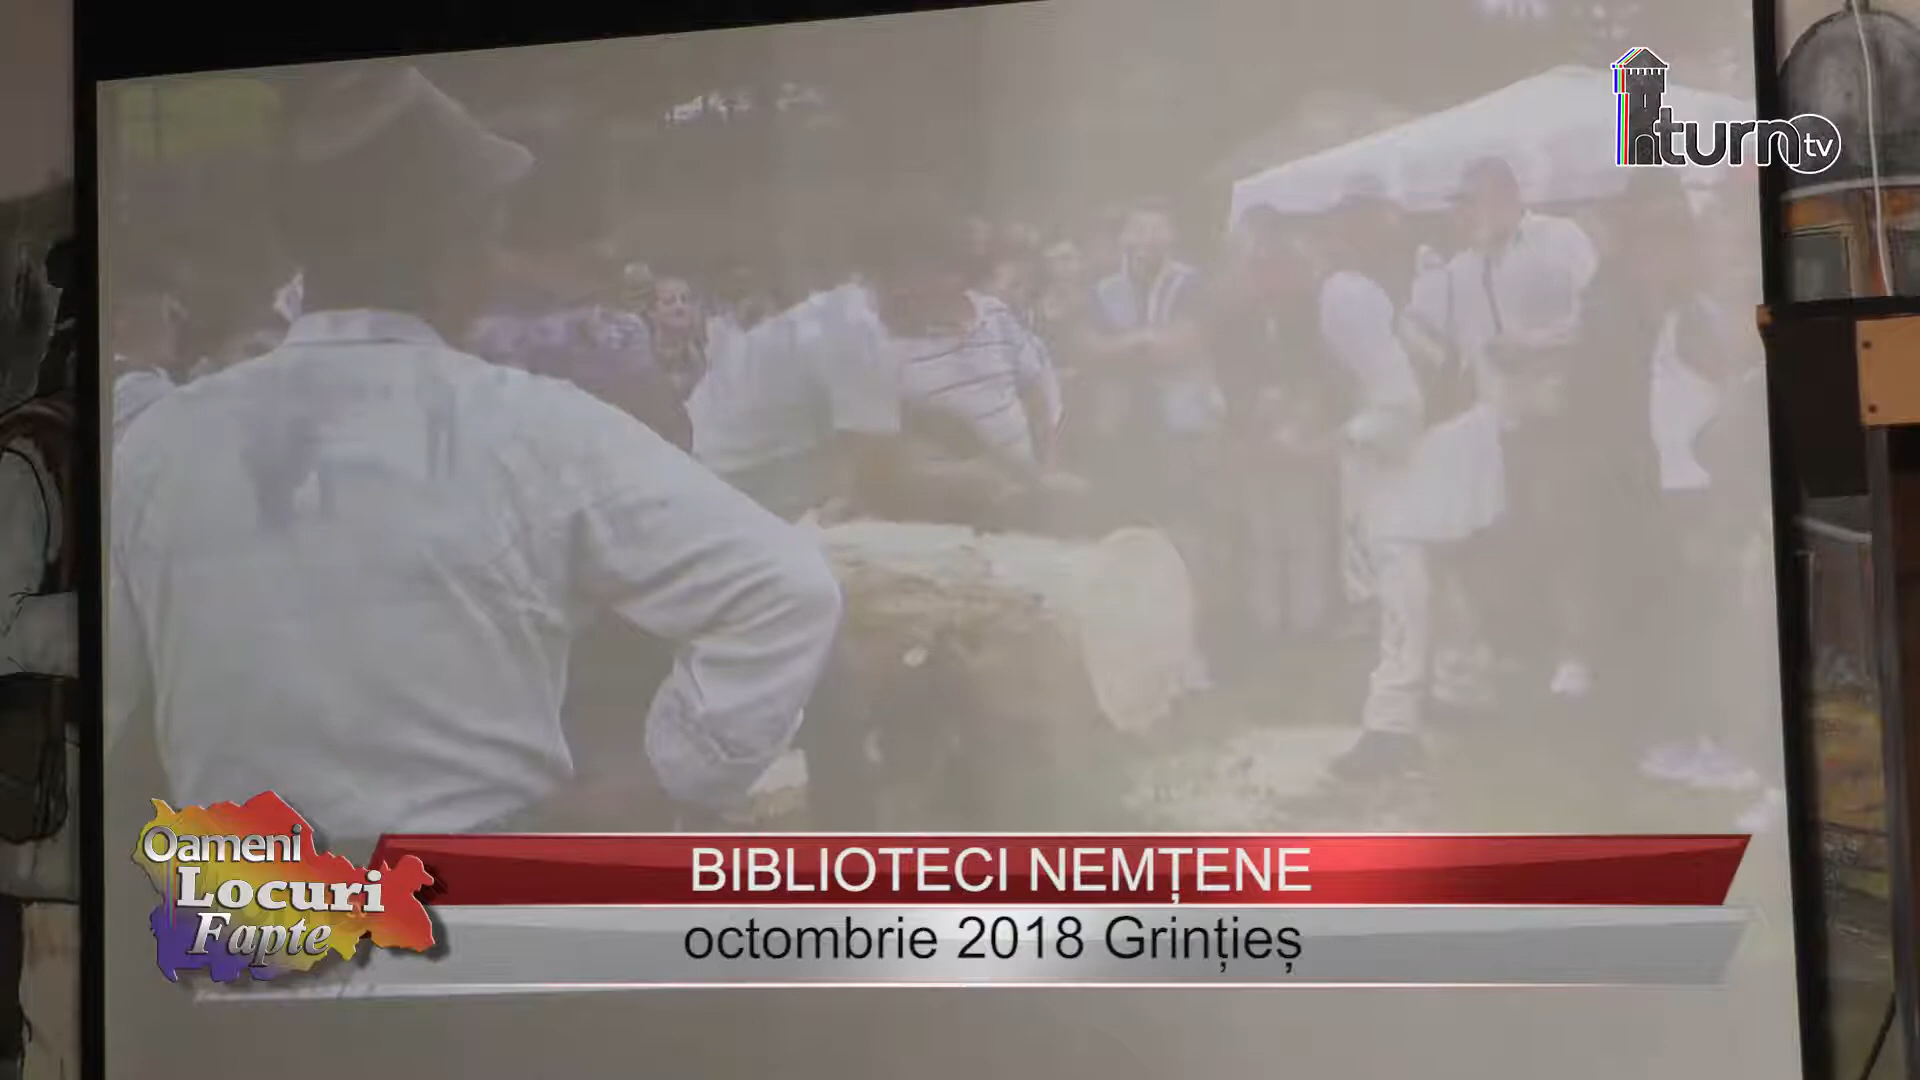 turn tv
Oameni
Locuri
Fapte
BIBLIOTECI NEMȚENE
octombrie 2018 Grințieș